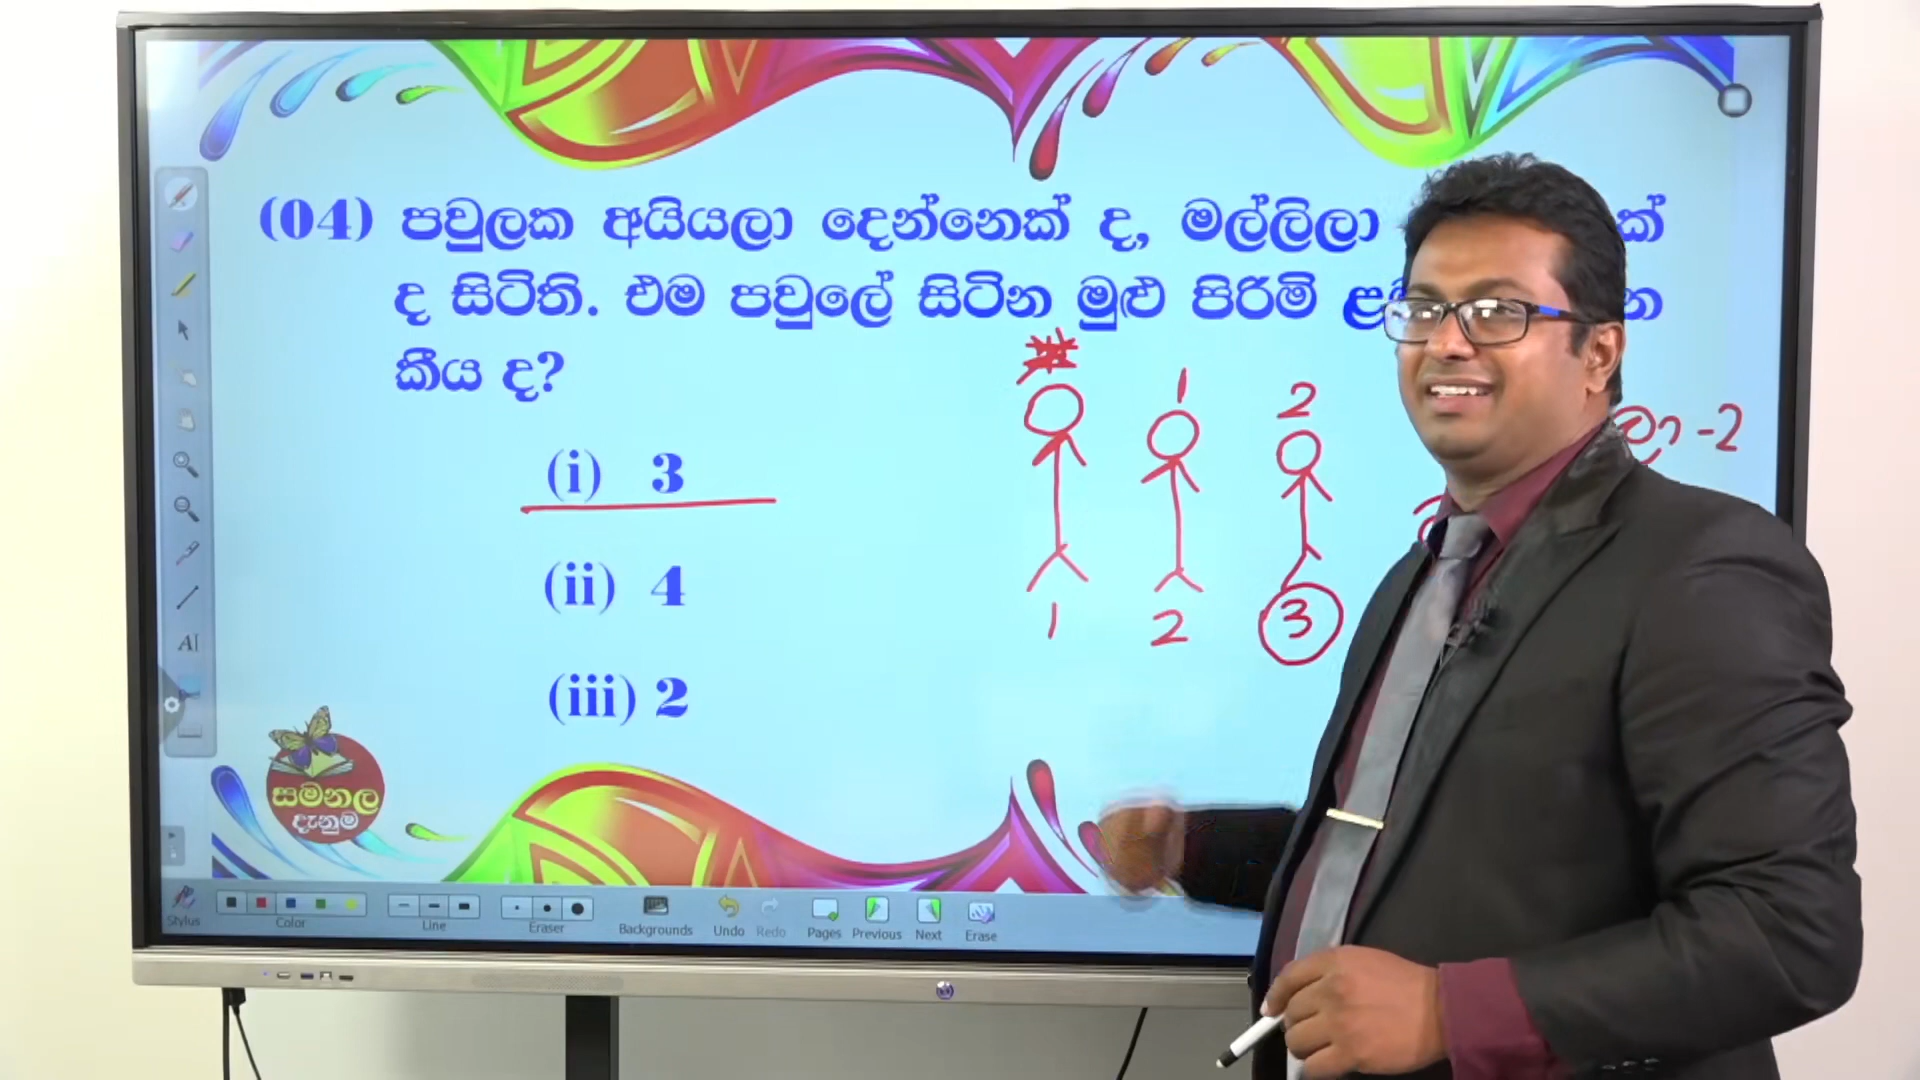 (04) පවුලක අයියලා දෙන්නෙක් ද, මල්ලිලා ක්
ද සිටිති. එම පවුලේ සිටින මුළු පිරිමි න
කීය ද?
(i) 3
(ii) 4
(iii) 2
1 2
ලා -2
1 2 3
සමනල
දැනුම
AI
Stylus Color Line Eraser Backgrounds Undo Redo Pages Previous Next Erase